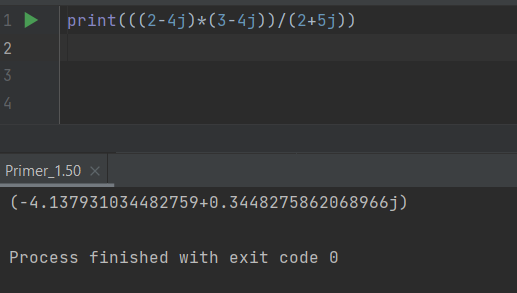 1 print(((2-4j)*(3-4j))/(2+5j))
2
3
4
Primer_1.50 ×
(-4.137931034482759+0.3448275862068966j)
Process finished with exit code 0